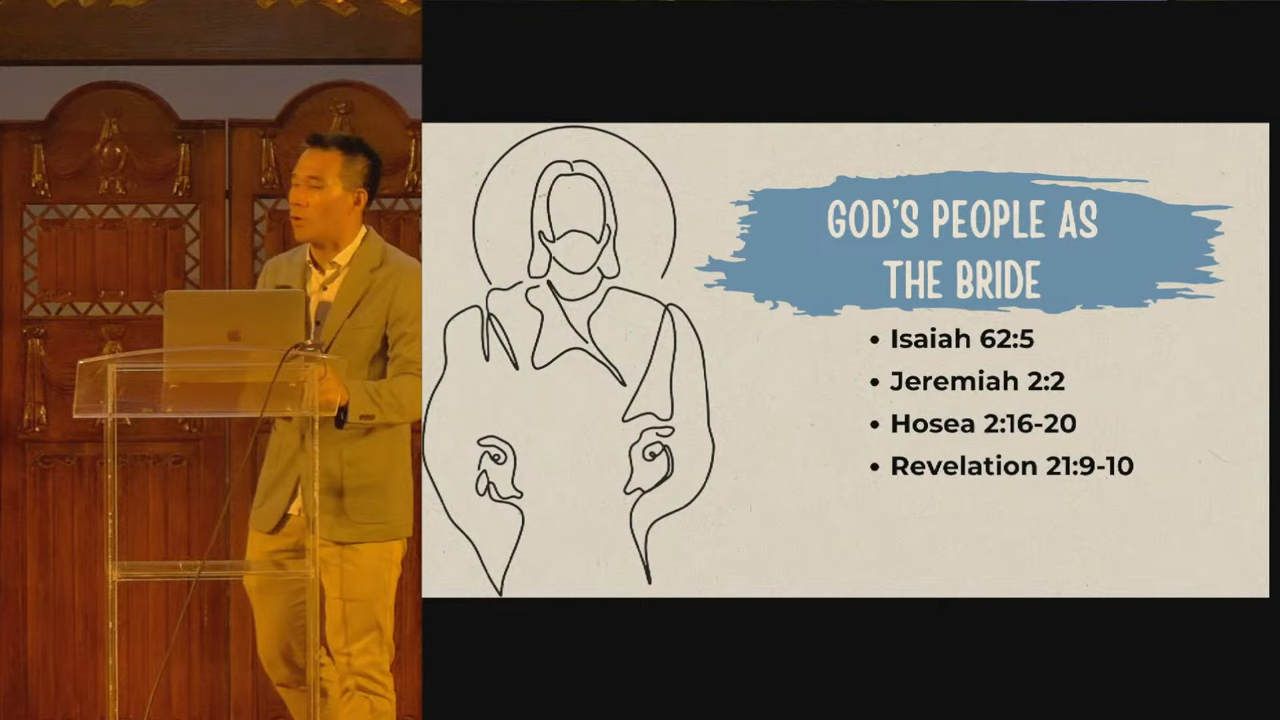 GOD'S PEOPLE AS
THE BRIDE
• Isaiah 62:5
• Jeremiah 2:2
• Hosea 2:16-20
• Revelation 21:9-10